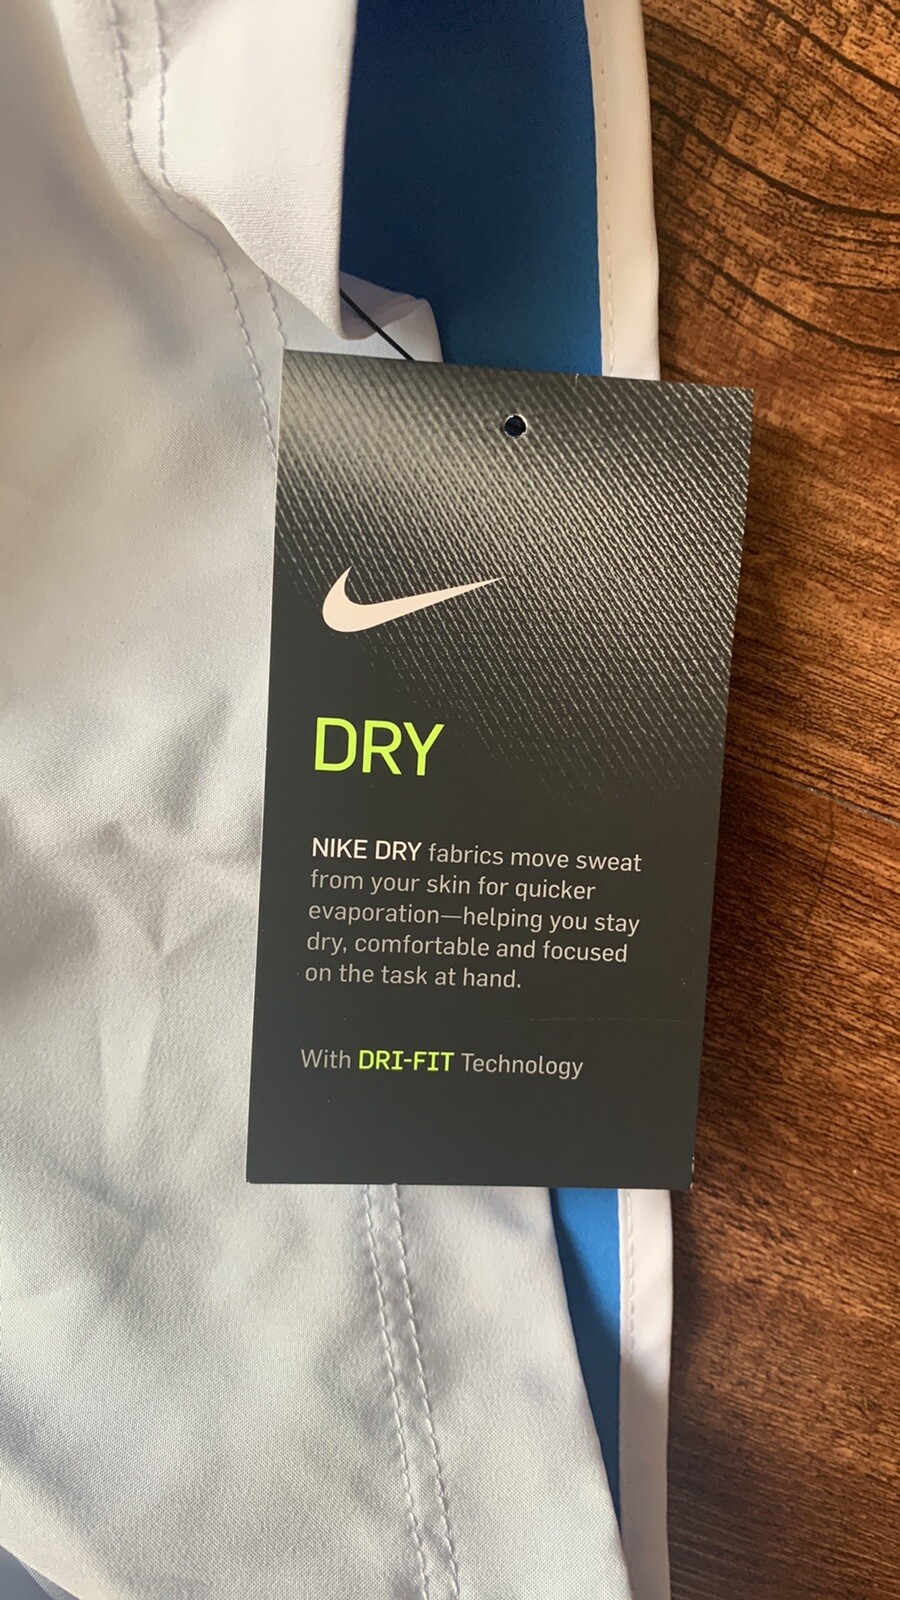 DRY
NIKE DRY fabrics move sweat
from your skin for quicker
evaporation—helping you stay
dry, comfortable and focused
on the task at hand.
With DRI-FIT Technology